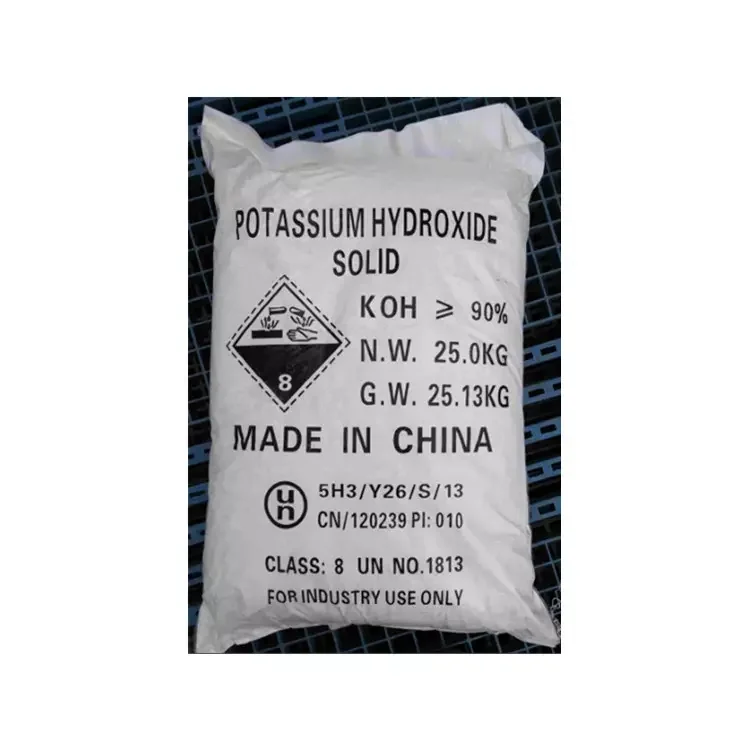 POTASSIUM HYDROXIDE
SOLID
KOH ≥ 90%
N.W. 25.0KG
G.W. 25.13KG
8
MADE IN CHINA
un 5H3/Y26/S/13
CN/120239 PI: 010
CLASS: 8 UN NO.1813
FOR INDUSTRY USE ONLY